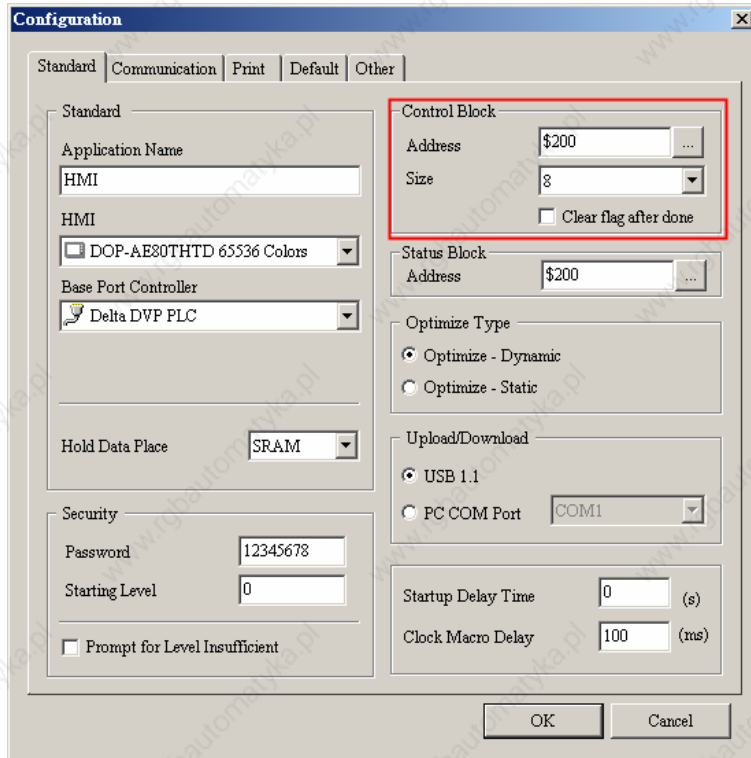 Configuration
Standard Communication Print Default Other
Standard
Application Name
HMI
HMI
DOP-AE80THTD 65536 Colors
Base Port Controller
Delta DVP PLC
Hold Data Place SRAM
Security
Password 12345678
Starting Level 0
Prompt for Level Insufficient
Control Block
Address $200 ...
Size 8
Clear flag after done
Status Block
Address $200 ...
Optimize Type
Optimize - Dynamic
Optimize - Static
Upload/Download
USB 1.1
PC COM Port COM1
Startup Delay Time 0 (s)
Clock Macro Delay 100 (ms)
OK Cancel
www.rgbautomatyka.pl